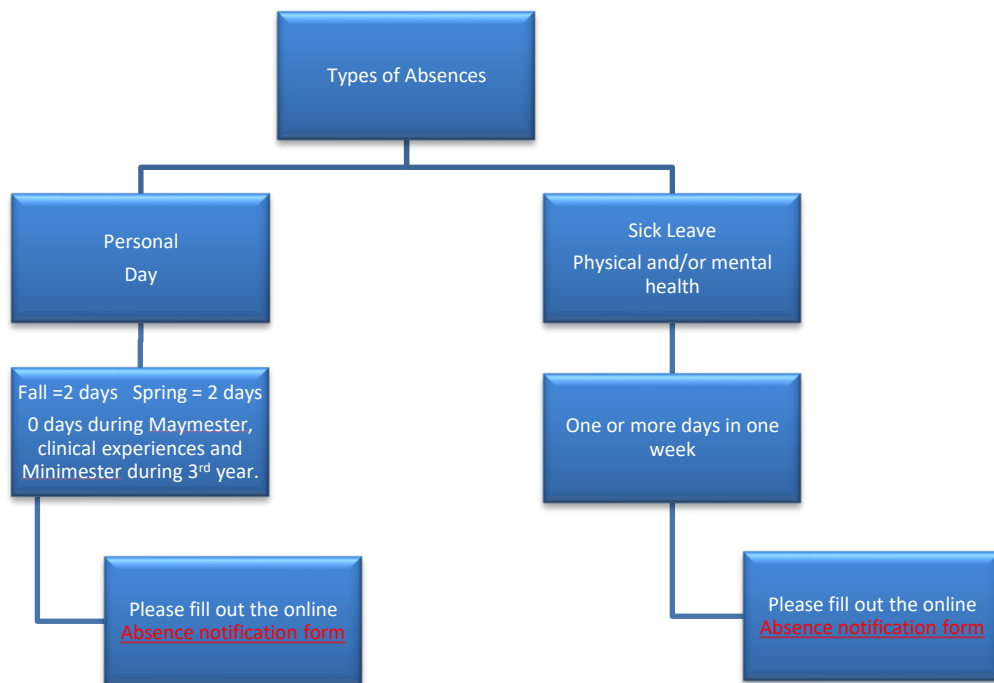 Types of Absences
Personal
Day
Sick Leave
Physical and/or mental
health
Fall =2 days   Spring = 2 days
0 days during Maymester,
clinical experiences and
Minimester during 3rd year.
One or more days in one
week
Please fill out the online
Absence notification form
Please fill out the online
Absence notification form